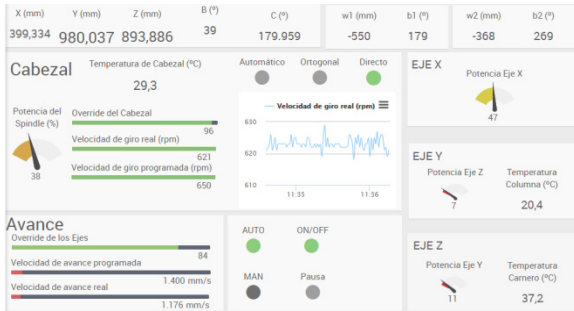 X (mm) Y (mm) Z (mm) B (º) C (º) w1 (mm) b1 (º) w2 (mm) b2 (º)
399,334 980,037 893,886 39 179.959 -550 179 -368 269
Cabezal
Temperatura de Cabezal (ºC)
29,3
Automático Ortogonal Directo
Potencia del
Spindle (%)
38
Override del Cabezal
96
Velocidad de giro real (rpm)
621
Velocidad de giro programada (rpm)
650
Velocidad de giro real (rpm)
630
620
610
11:35 11:36
EJE X
Potencia Eje X
47
EJE Y
Potencia Eje Z
7
Temperatura
Columna (ºC)
20,4
Avance
Override de los Ejes
84
Velocidad de avance programada
1.400 mm/s
Velocidad de avance real
1.176 mm/s
AUTO ON/OFF
MAN Pausa
EJE Z
Potencia Eje Y
11
Temperatura
Carnero (ºC)
37,2